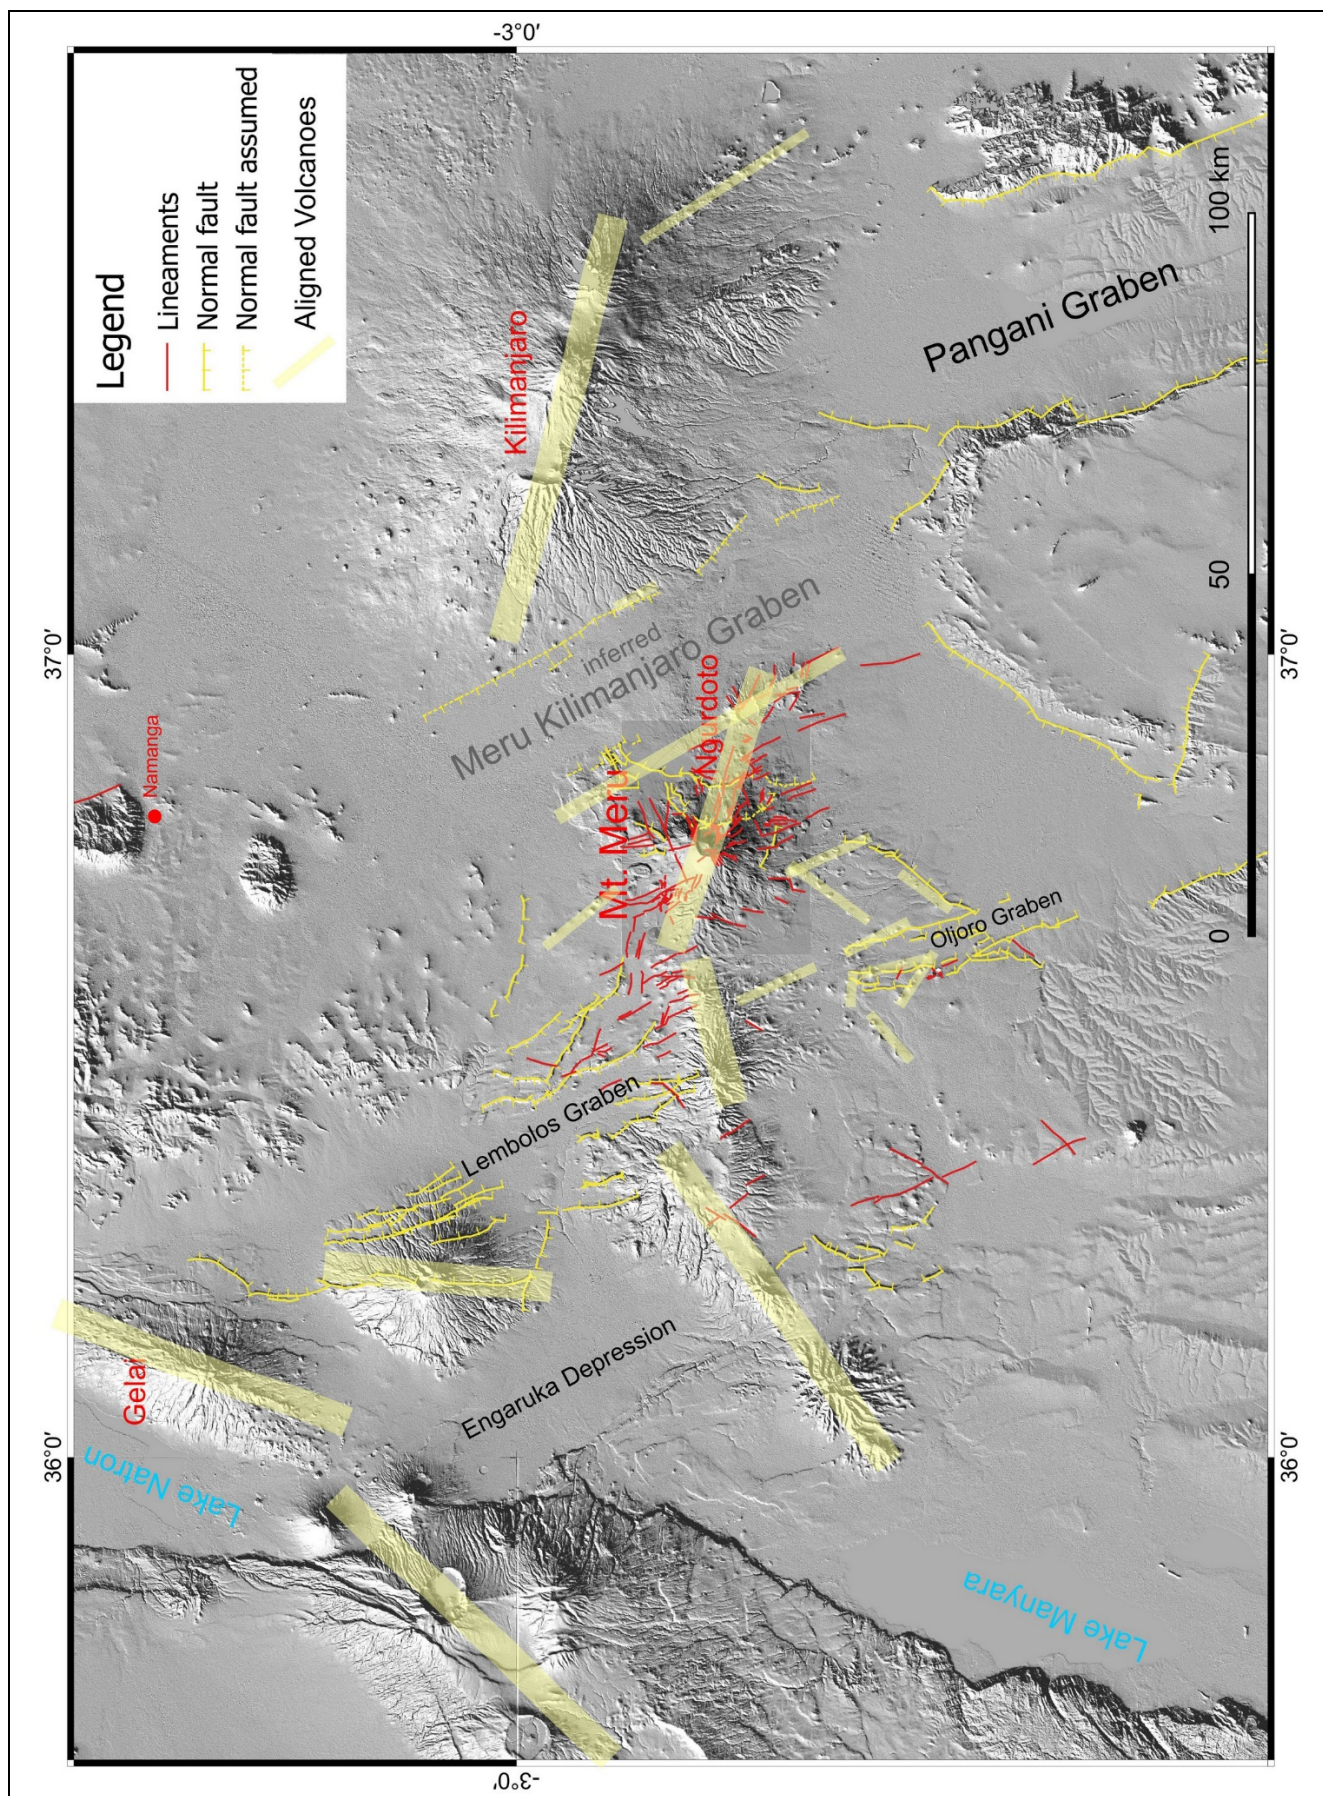 -3°0'
Legend
Lineaments
Normal fault
Normal fault assumed
Aligned Volcanoes
37°0'
36°0'
Namanga
Kilimanjaro
Pangani Graben
inferred
Meru Kilimanjaro Graben
Ngurdoto
Mt. Meru
Oljoro Graben
Lembolos Graben
Engaruka Depression
Gelai
Lake Natron
Lake Manyara
0
50
100 km
37°0'
36°0'
-3°0'